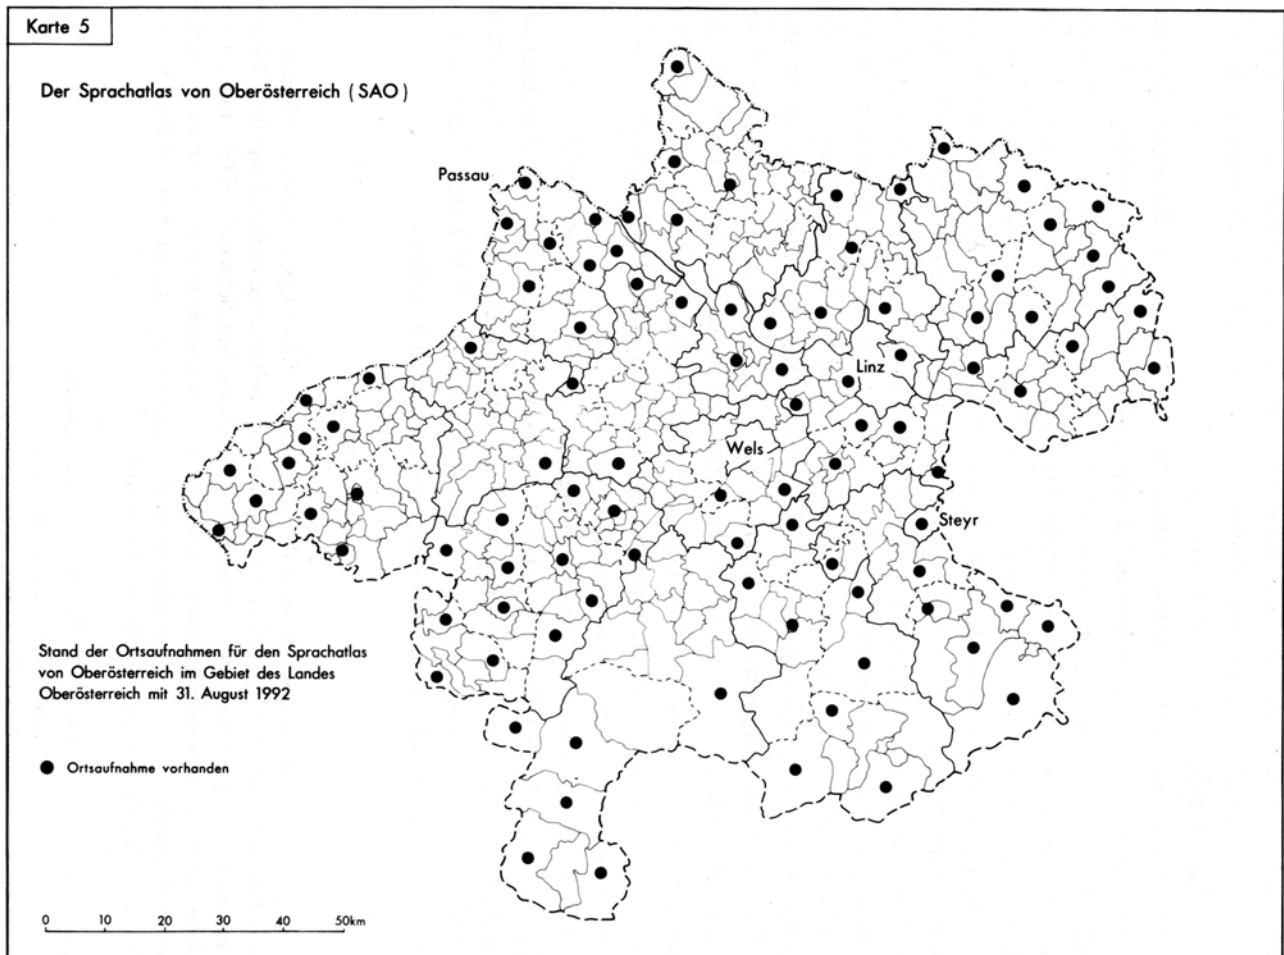 Karte 5
Der Sprachatlas von Oberösterreich ( SAO )
Passau
Linz
Wels
Steyr
Stand der Ortsaufnahmen für den Sprachatlas
von Oberösterreich im Gebiet des Landes
Oberösterreich mit 31. August 1992
Ortsaufnahme vorhanden
0 10 20 30 40 50km